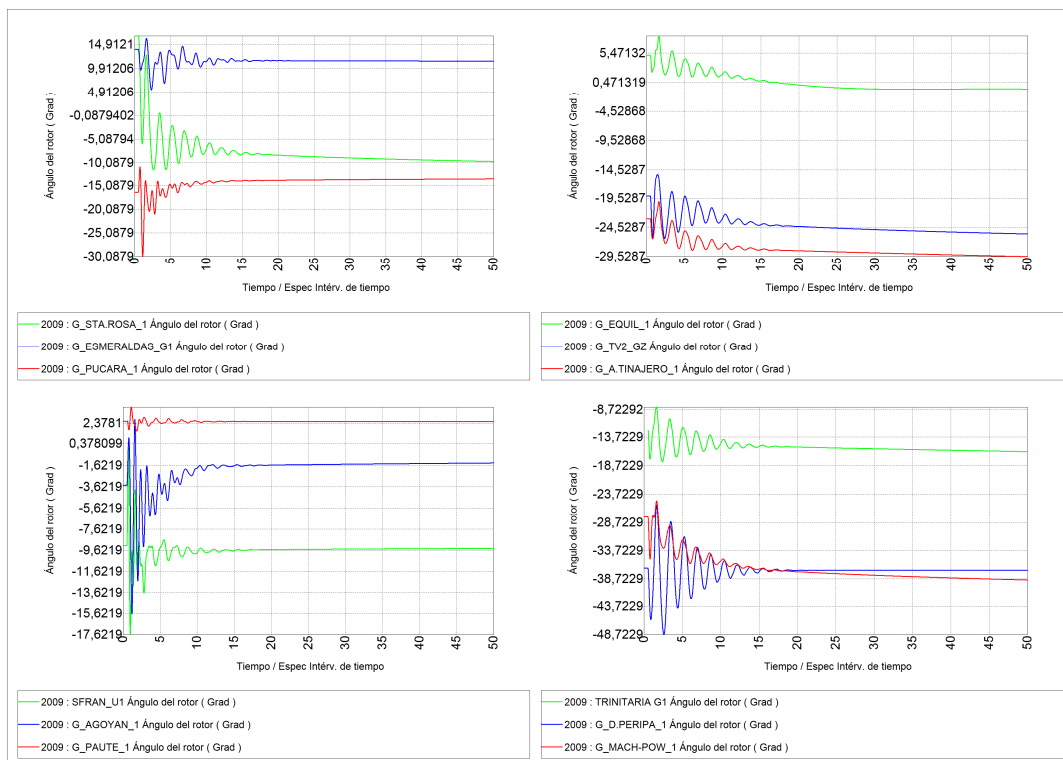 14,9121
9,91206
4,91206
-0,0879402
-5,08794
-10,0879
-15,0879
-20,0879
-25,0879
-30,0879
Ángulo del rotor ( Grad )
0 5 10 15 20 25 30 35 40 45 50
Tiempo / Espec Intérv. de tiempo
2009 : G_STA.ROSA_1 Ángulo del rotor ( Grad )
2009 : G_ESMERALDAS_G1 Ángulo del rotor ( Grad )
2009 : G_PUCARA_1 Ángulo del rotor ( Grad )
5,47132
0,471319
-4,52868
-9,52868
-14,5287
-19,5287
-24,5287
-29,5287
Ángulo del rotor ( Grad )
0 5 10 15 20 25 30 35 40 45 50
Tiempo / Espec Intérv. de tiempo
2009 : G_EQUIL_1 Ángulo del rotor ( Grad )
2009 : G_TV2_GZ Ángulo del rotor ( Grad )
2009 : G_A.TINAJERO_1 Ángulo del rotor ( Grad )
2,3781
0,378099
-1,6219
-3,6219
-5,6219
-7,6219
-9,6219
-11,6219
-13,6219
-15,6219
-17,6219
Ángulo del rotor ( Grad )
0 5 10 15 20 25 30 35 40 45 50
Tiempo / Espec Intérv. de tiempo
2009 : SFRAN_U1 Ángulo del rotor ( Grad )
2009 : G_AGOYAN_1 Ángulo del rotor ( Grad )
2009 : G_PAUTE_1 Ángulo del rotor ( Grad )
-8,72292
-13,7229
-18,7229
-23,7229
-28,7229
-33,7229
-38,7229
-43,7229
-48,7229
Ángulo del rotor ( Grad )
0 5 10 15 20 25 30 35 40 45 50
Tiempo / Espec Intérv. de tiempo
2009 : TRINITARIA G1 Ángulo del rotor ( Grad )
2009 : G_D.PERIPA_1 Ángulo del rotor ( Grad )
2009 : G_MACH-POW_1 Ángulo del rotor ( Grad )